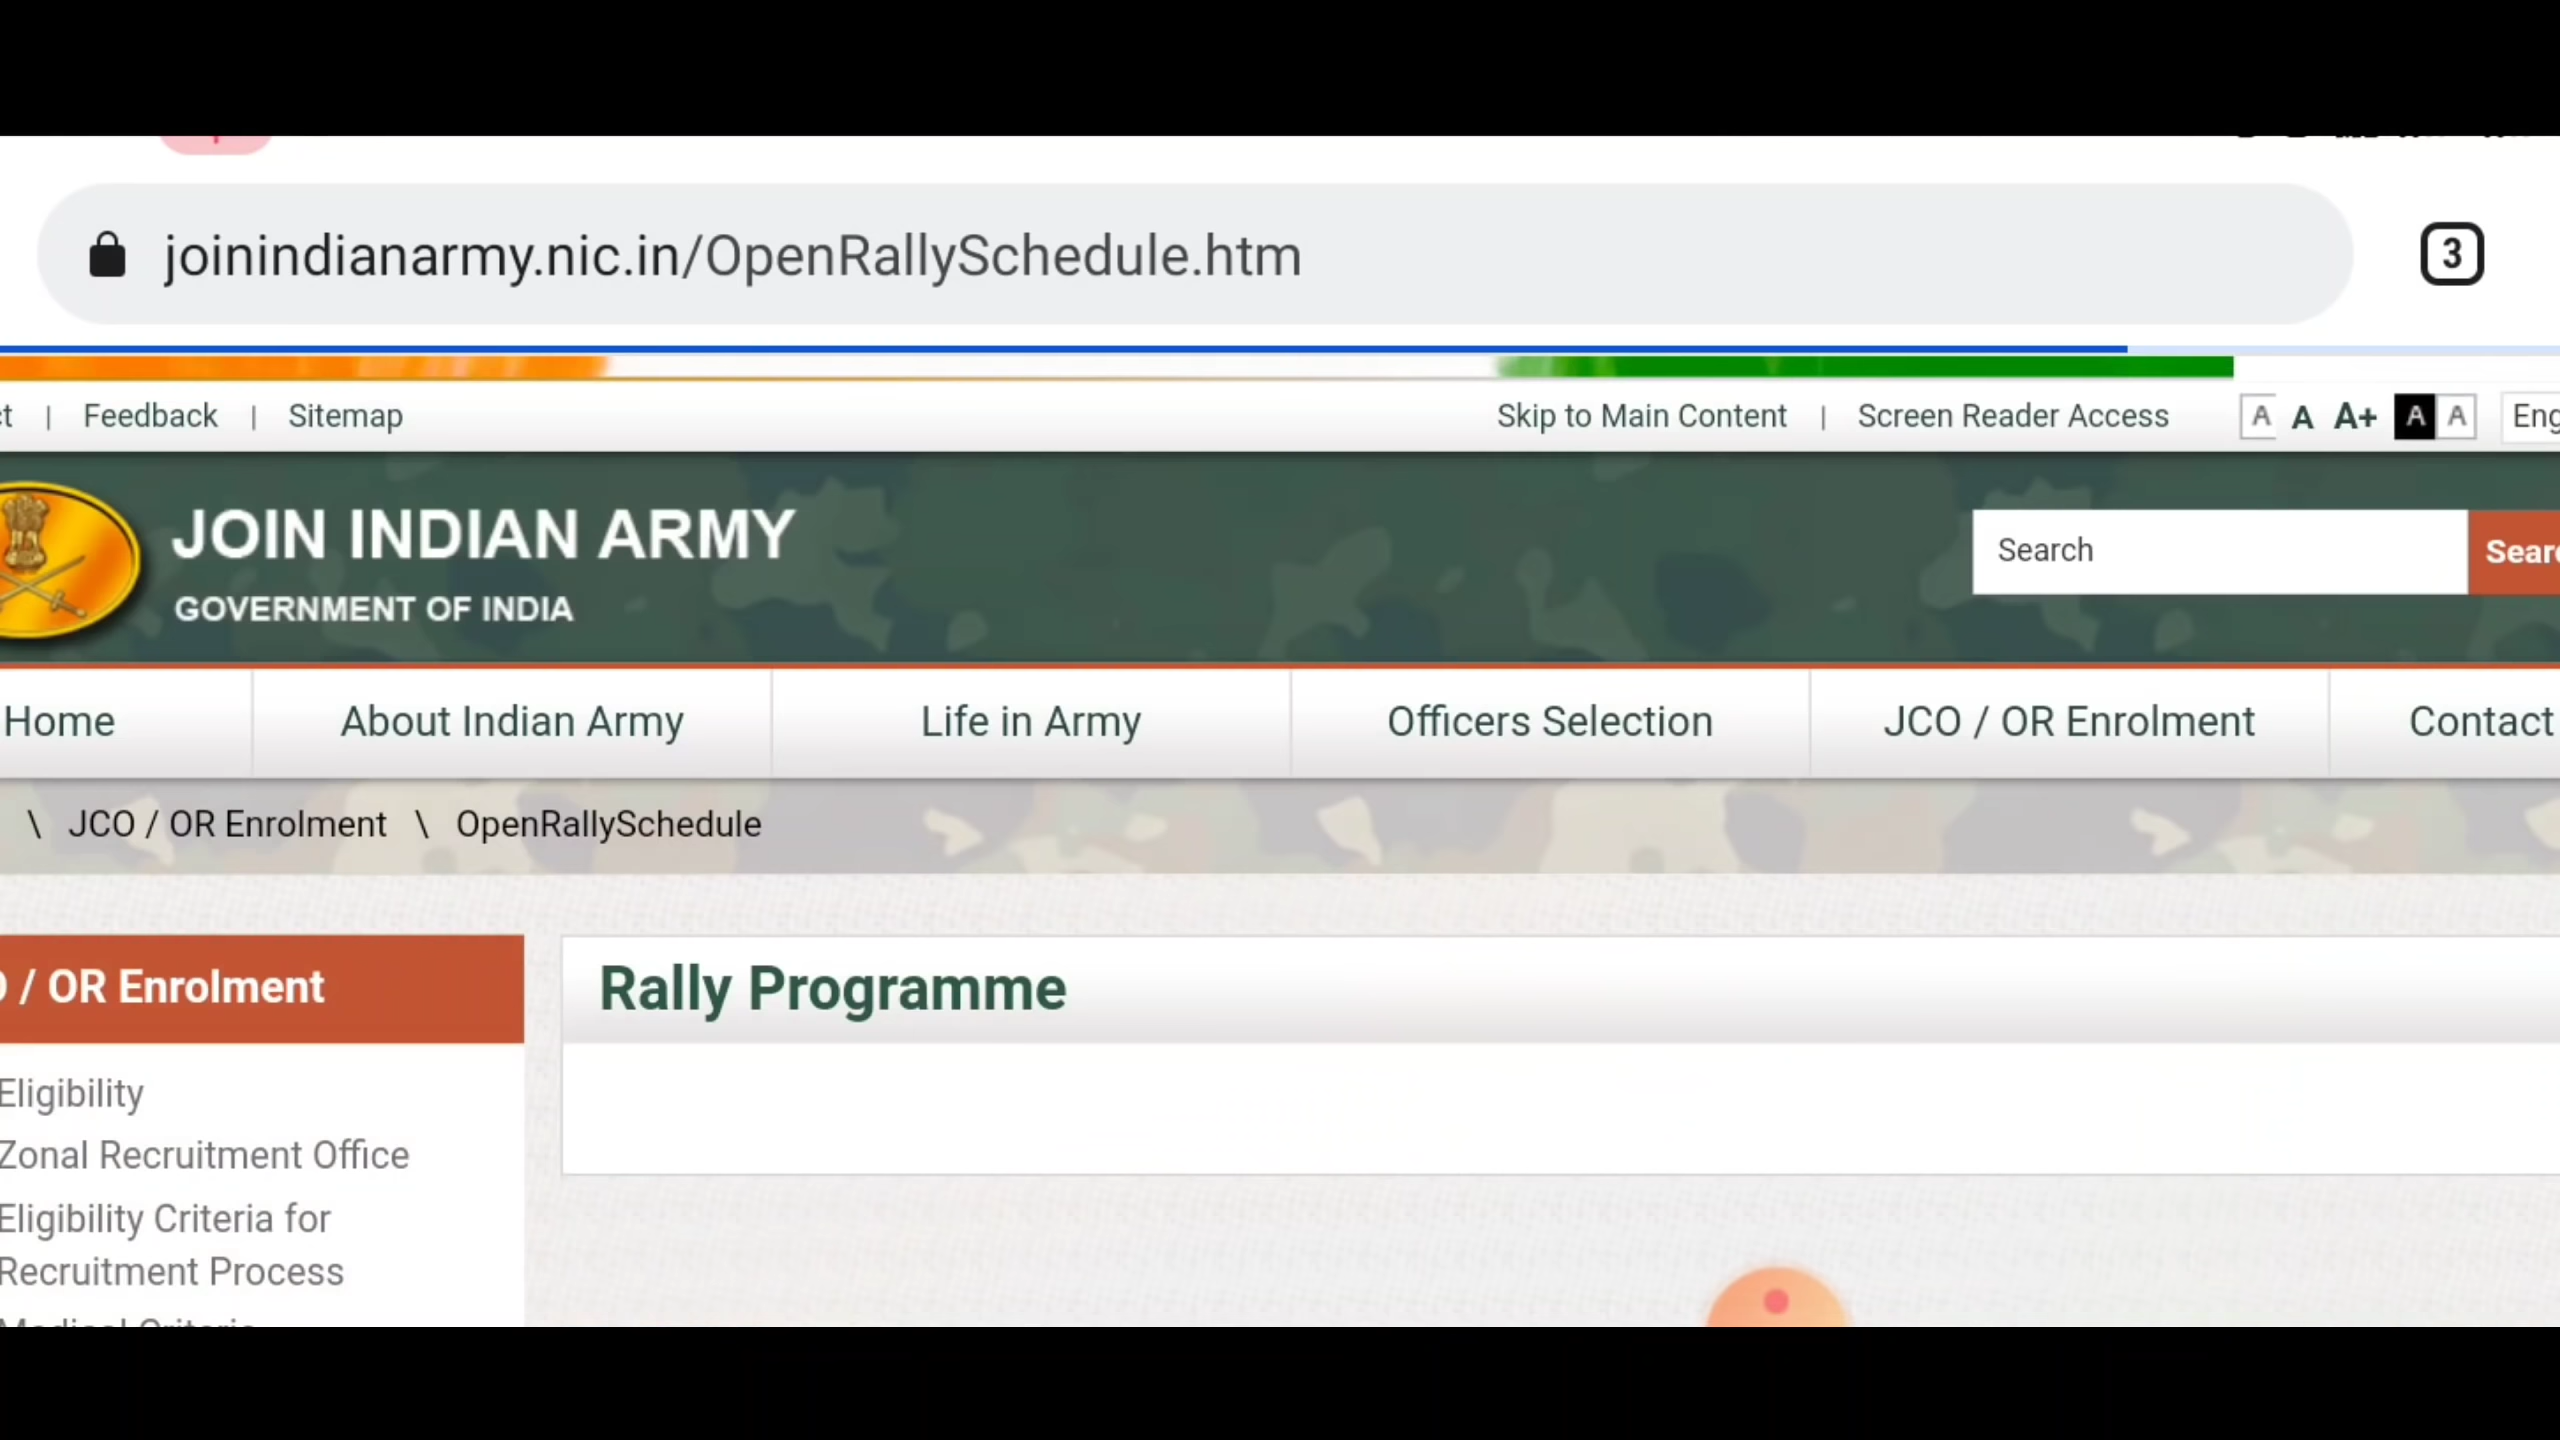 joinindianarmy.nic.in/OpenRallySchedule.htm
3
| Feedback | Sitemap
Skip to Main Content | Screen Reader Access
A A A+ A A
JOIN INDIAN ARMY
GOVERNMENT OF INDIA
Search
Home
About Indian Army
Life in Army
Officers Selection
JCO / OR Enrolment
Contact
\ JCO / OR Enrolment \ OpenRallySchedule
/ OR Enrolment
Rally Programme
Eligibility
Zonal Recruitment Office
Eligibility Criteria for
Recruitment Process